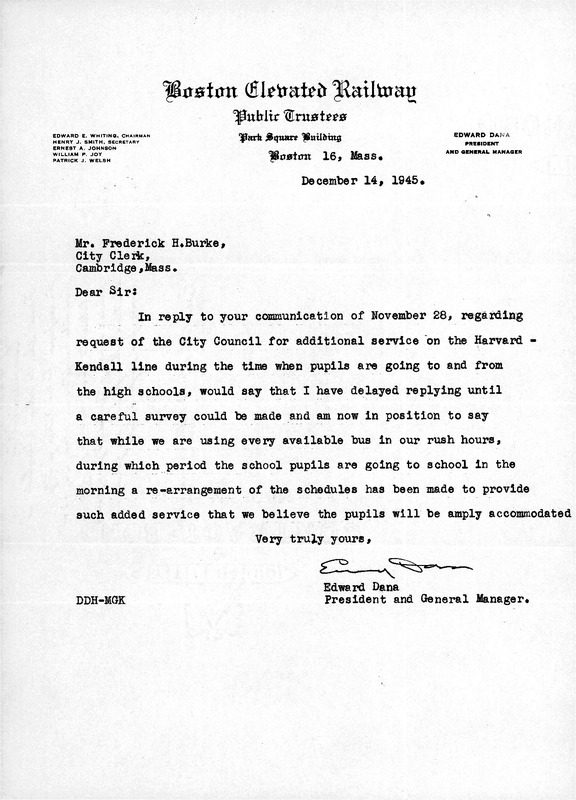 Boston Elevated Railway
Public Trustees
Park Square Building
Boston 16, Mass.
EDWARD E. WHITING, CHAIRMAN
HENRY J. SMITH, SECRETARY
ERNEST A. JOHNSON
WILLIAM P. JOY
PATRICK J. WELSH
EDWARD DANA
PRESIDENT
AND GENERAL MANAGER
December 14, 1945.
Mr. Frederick H.Burke,
City Clerk,
Cambridge,Mass.
Dear Sir:
In reply to your communication of November 28, regarding
request of the City Council for additional service on the Harvard -
Kendall line during the time when pupils are going to and from
the high schools, would say that I have delayed replying until
a careful survey could be made and am now in position to say
that while we are using every available bus in our rush hours,
during which period the school pupils are going to school in the
morning a re-arrangement of the schedules has been made to provide
such added service that we believe the pupils will be amply accommodated
Very truly yours,
Edward Dana
Edward Dana
President and General Manager.
DDH-MGK